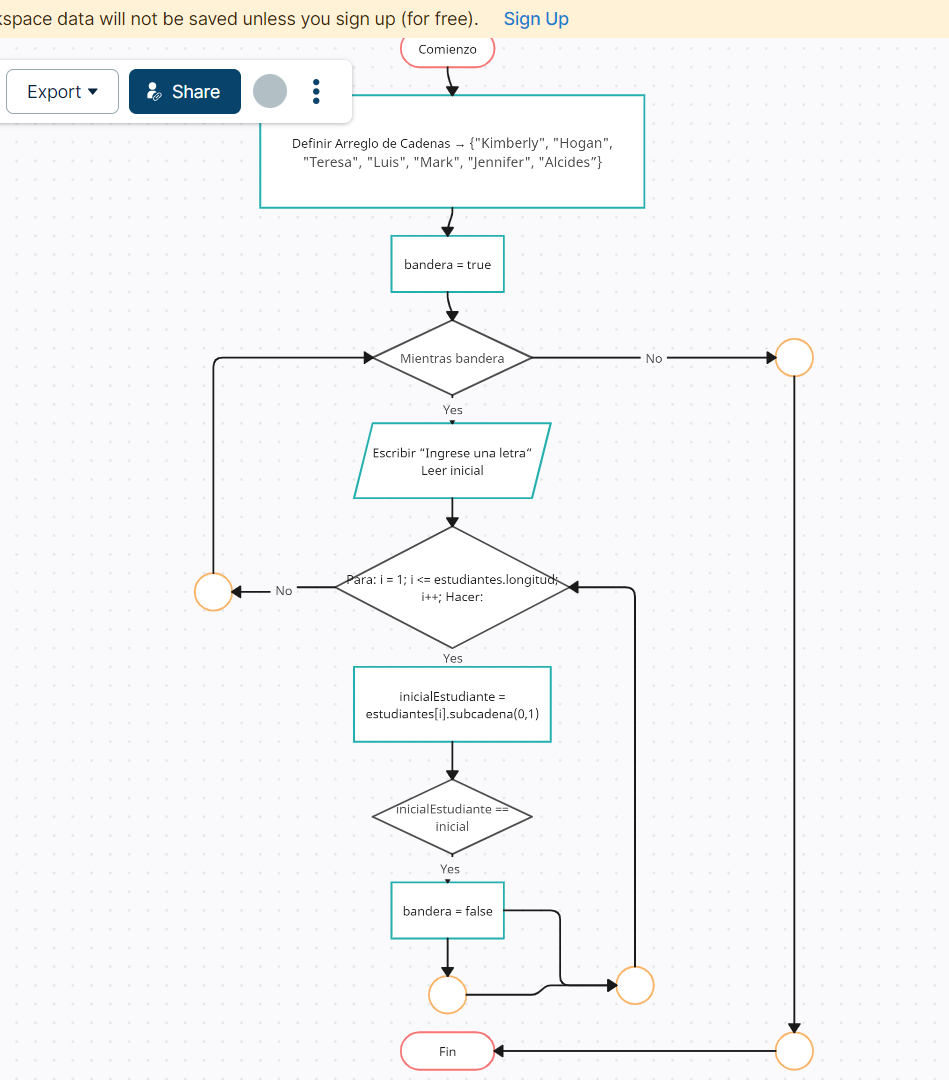 kspace data will not be saved unless you sign up (for free). Sign Up
Comienzo
Export Share
Definir Arreglo de Cadenas → {"Kimberly", "Hogan",
"Teresa", "Luis", "Mark", "Jennifer", "Alcides”}
bandera = true
Mientras bandera
No
Yes
Escribir “Ingrese una letra“
Leer inicial
Para: i = 1; i <= estudiantes.longitud;
i++; Hacer:
No
Yes
inicialEstudiante =
estudiantes[i].subcadena(0,1)
inicialEstudiante ==
inicial
Yes
bandera = false
Fin